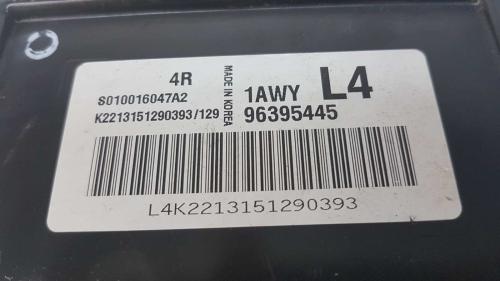 4R
S010016047A2
K2213151290393/129
MADE IN KOREA
1AWY L4
96395445
L4K2213151290393